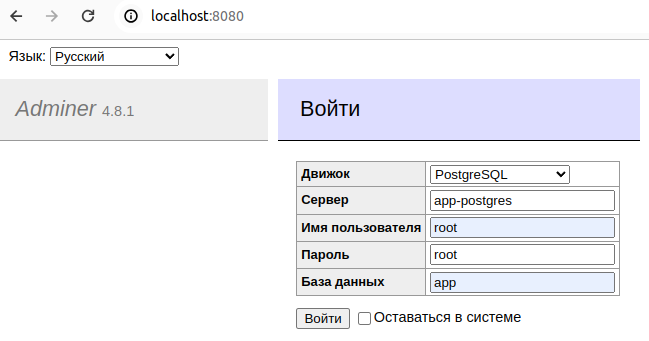 localhost:8080
Язык: Русский
Adminer 4.8.1
Войти
Движок PostgreSQL
Сервер app-postgres
Имя пользователя root
Пароль root
База данных app
Войти Оставаться в системе